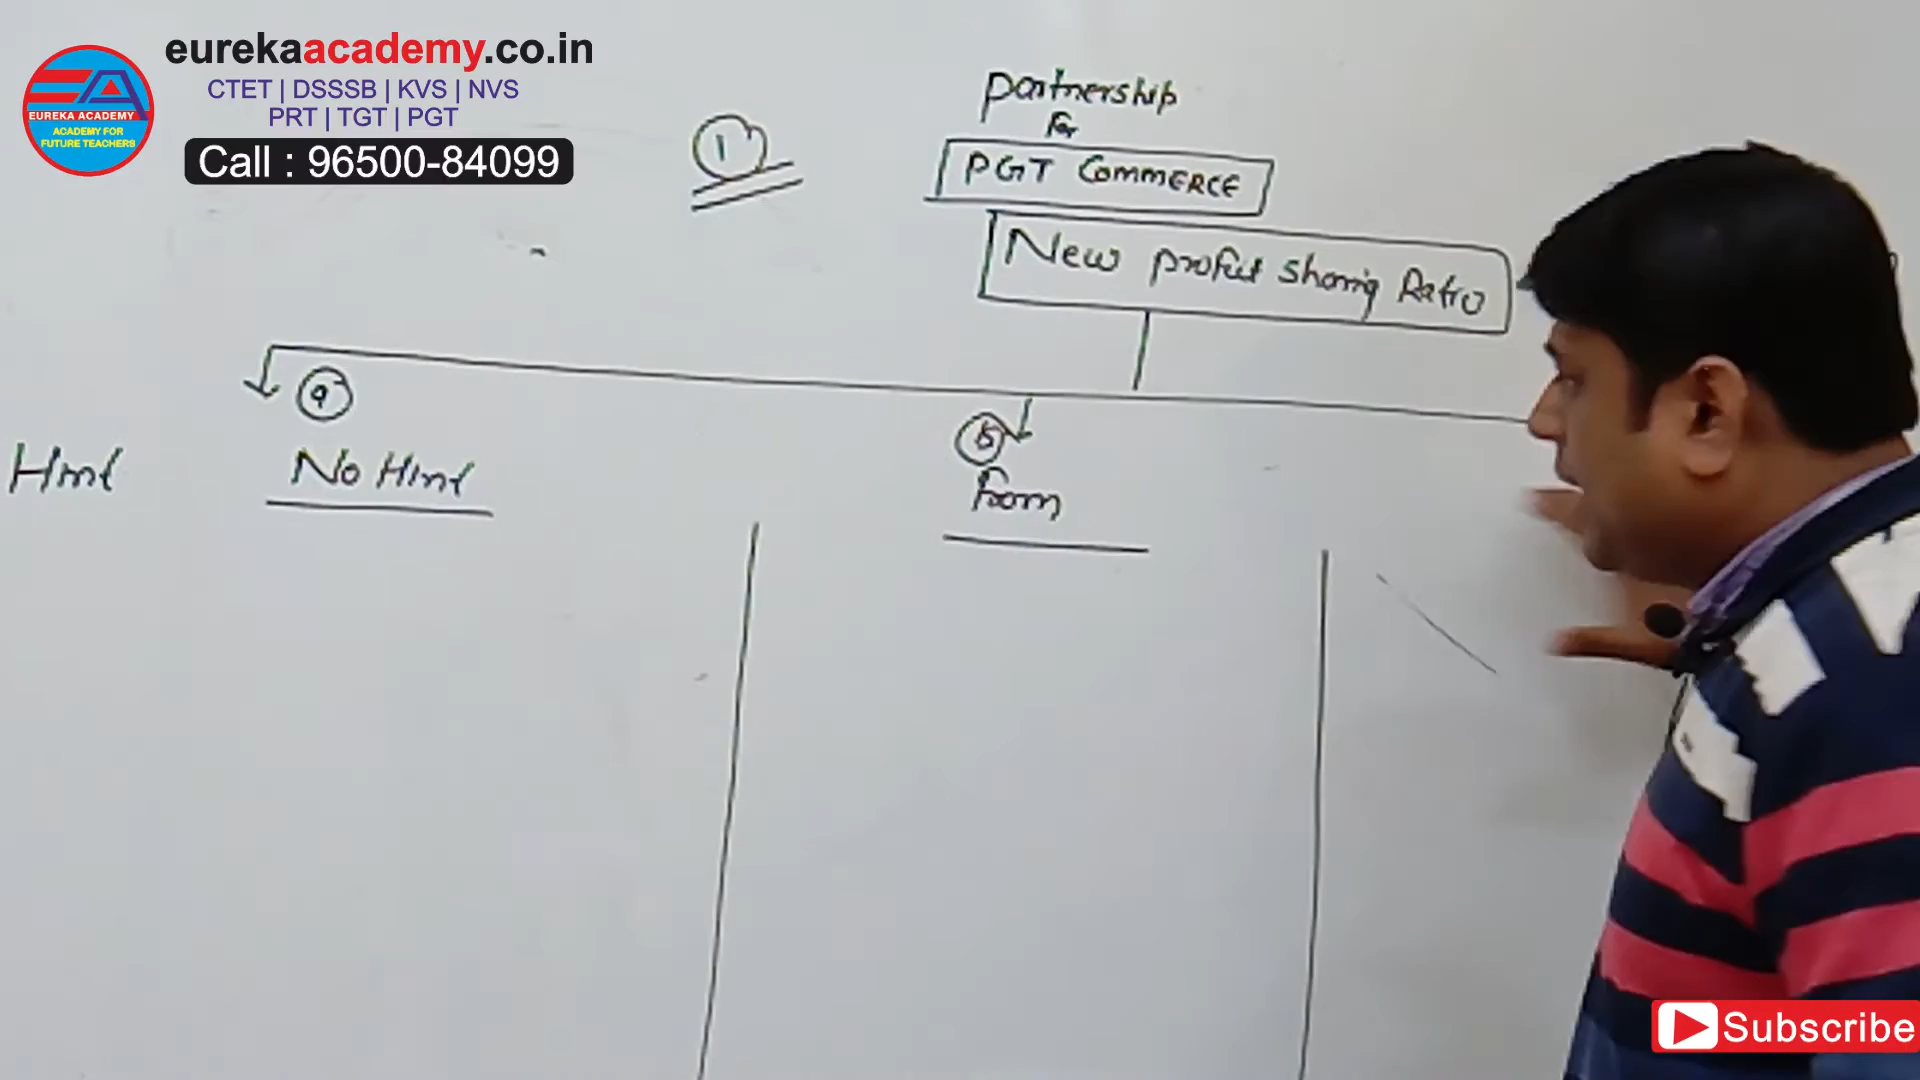 eurekaacademy.co.in
CTET | DSSSB | KVS | NVS
PRT | TGT | PGT
Call : 96500-84099
EUREKA ACADEMY
ACADEMY FOR
FUTURE TEACHERS
Partnership
for
1
PGT COMMERCE
New profit sharing Ratio
a
b
Hint
No Hint
From
Subscribe